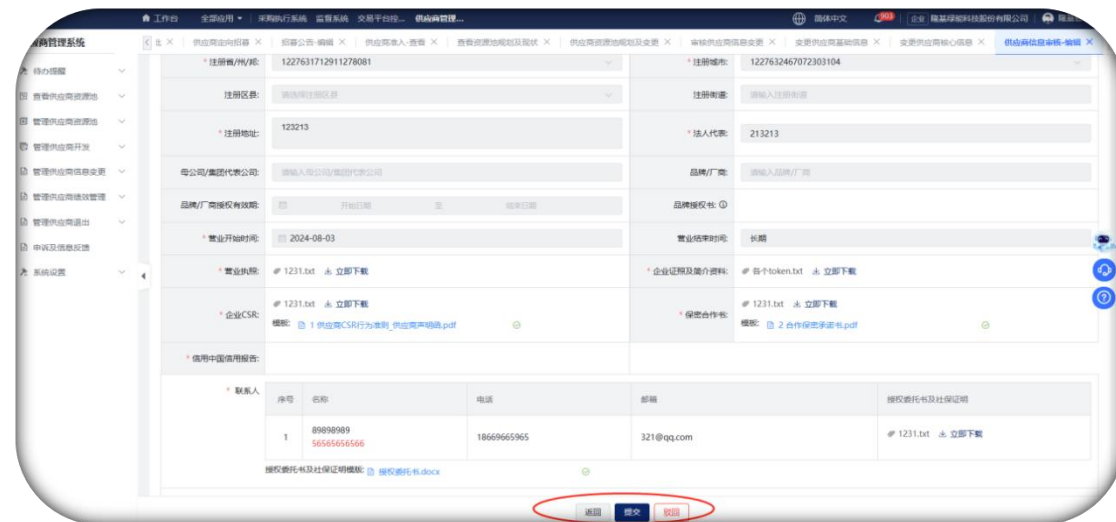 工作台 全部应用 采购执行系统 监督系统 交易平台控... 供应商管理... 简体中文 903 企业 隆基绿能科技股份有限公司
商管理系统 供应商定向招募 招募公告-编辑 供应商准入-查看 查看资源池规划及现状 供应商资源池规划及变更 审核供应商信息变更 变更供应商基础信息 变更供应商核心信息 供应商信息审核-编辑
待办提醒
查看供应商资源池
管理供应商资源池
管理供应商开发
管理供应商信息变更
管理供应商绩效管理
管理供应商退出
申诉及信息反馈
系统设置
* 注册省/州/郡: 1227631712911278081 * 注册城市: 1227632467072303104
注册区县: 请选择注册区县 注册街道: 请输入注册街道
* 注册地址: 123213 * 法人代表: 213213
母公司/集团代表公司: 请输入母公司/集团代表公司 品牌/厂商: 请输入品牌/厂商
品牌/厂商授权有效期: 开始日期 至 结束日期 品牌授权书:
* 营业开始时间: 2024-08-03 营业结束时间: 长期
* 营业执照: 1231.txt 立即下载 * 企业证照及简介资料: 各个token.txt 立即下载
* 企业CSR: 1231.txt 立即下载 * 保密合作书: 1231.txt 立即下载
模板: 1 供应商CSR行为准则_供应商声明函.pdf 模板: 2 合作保密承诺书.pdf
* 信用中国信用报告:
* 联系人
序号 名称 电话 邮箱 授权委托书及社保证明
1 89898989 18669665965 321@qq.com 1231.txt 立即下载
56565656566
授权委托书及社保证明模板: 授权委托书.docx
返回 提交 驳回